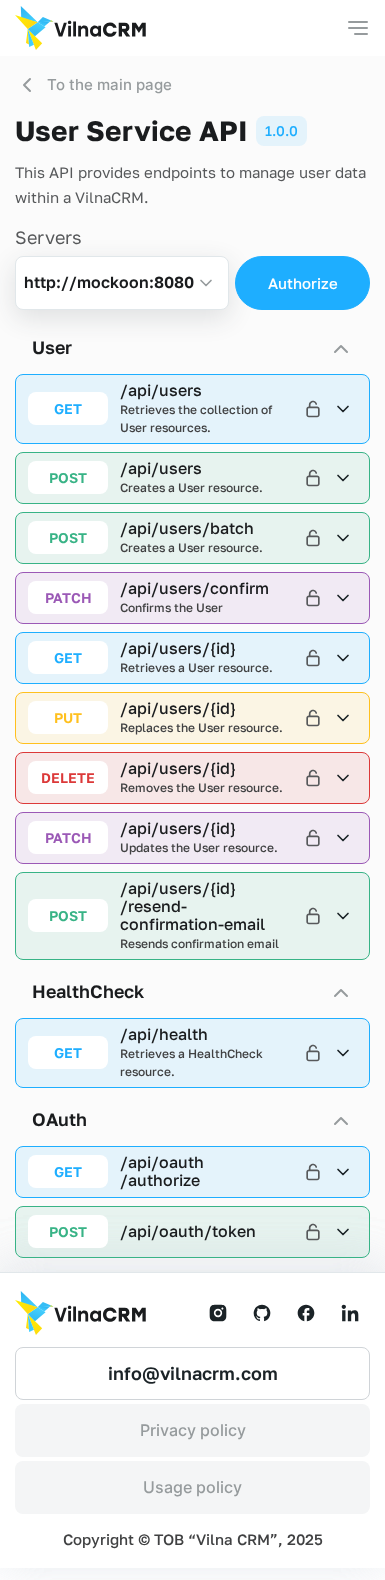 VilnaCRM
To the main page
User Service API 1.0.0
This API provides endpoints to manage user data
within a VilnaCRM.
Servers
http://mockoon:8080
Authorize
User
GET
/api/users
Retrieves the collection of
User resources.
POST
/api/users
Creates a User resource.
POST
/api/users/batch
Creates a User resource.
PATCH
/api/users/confirm
Confirms the User
GET
/api/users/{id}
Retrieves a User resource.
PUT
/api/users/{id}
Replaces the User resource.
DELETE
/api/users/{id}
Removes the User resource.
PATCH
/api/users/{id}
Updates the User resource.
POST
/api/users/{id}
/resend-
confirmation-email
Resends confirmation email
HealthCheck
GET
/api/health
Retrieves a HealthCheck
resource.
OAuth
GET
/api/oauth
/authorize
POST
/api/oauth/token
VilnaCRM
info@vilnacrm.com
Privacy policy
Usage policy
Copyright © ТОВ “Vilna CRM”, 2025